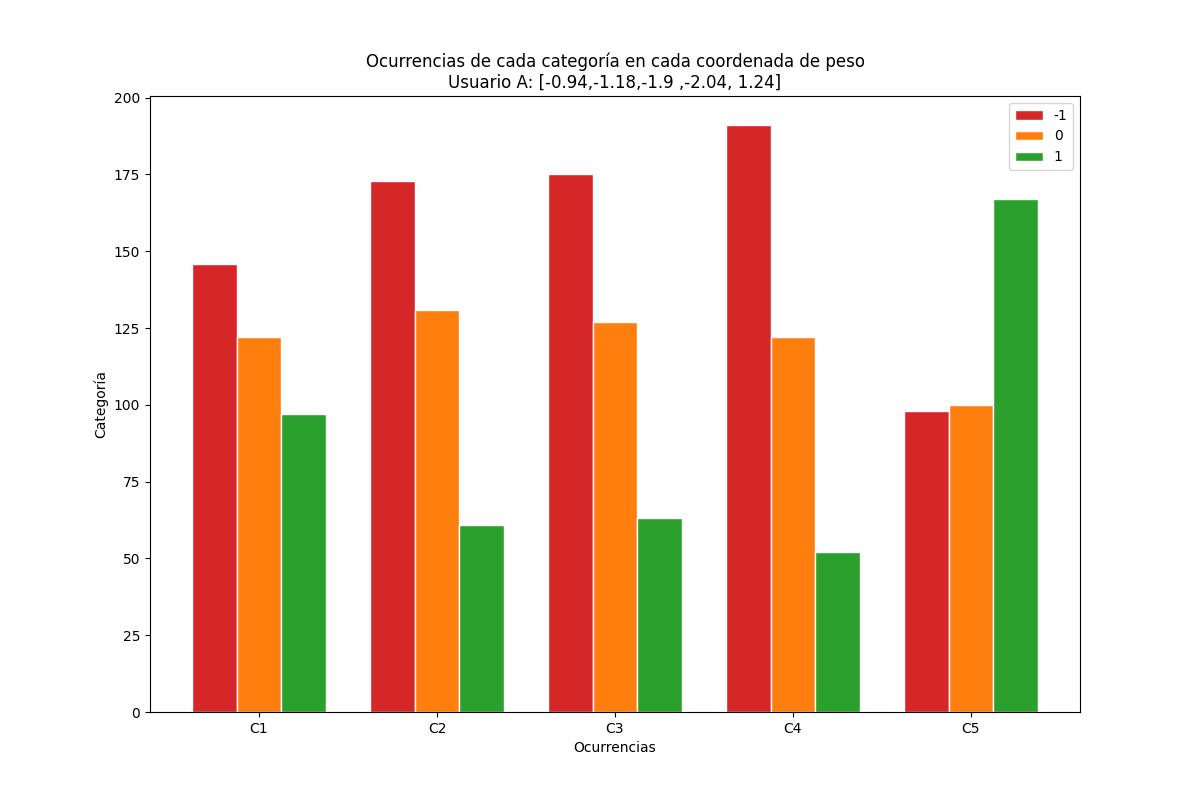 Ocurrencias de cada categoría en cada coordenada de peso
Usuario A: [-0.94,-1.18,-1.9 ,-2.04, 1.24]
-1
0
1
200
175
150
125
100
75
50
25
0
Categoría
C1 C2 C3 C4 C5
Ocurrencias